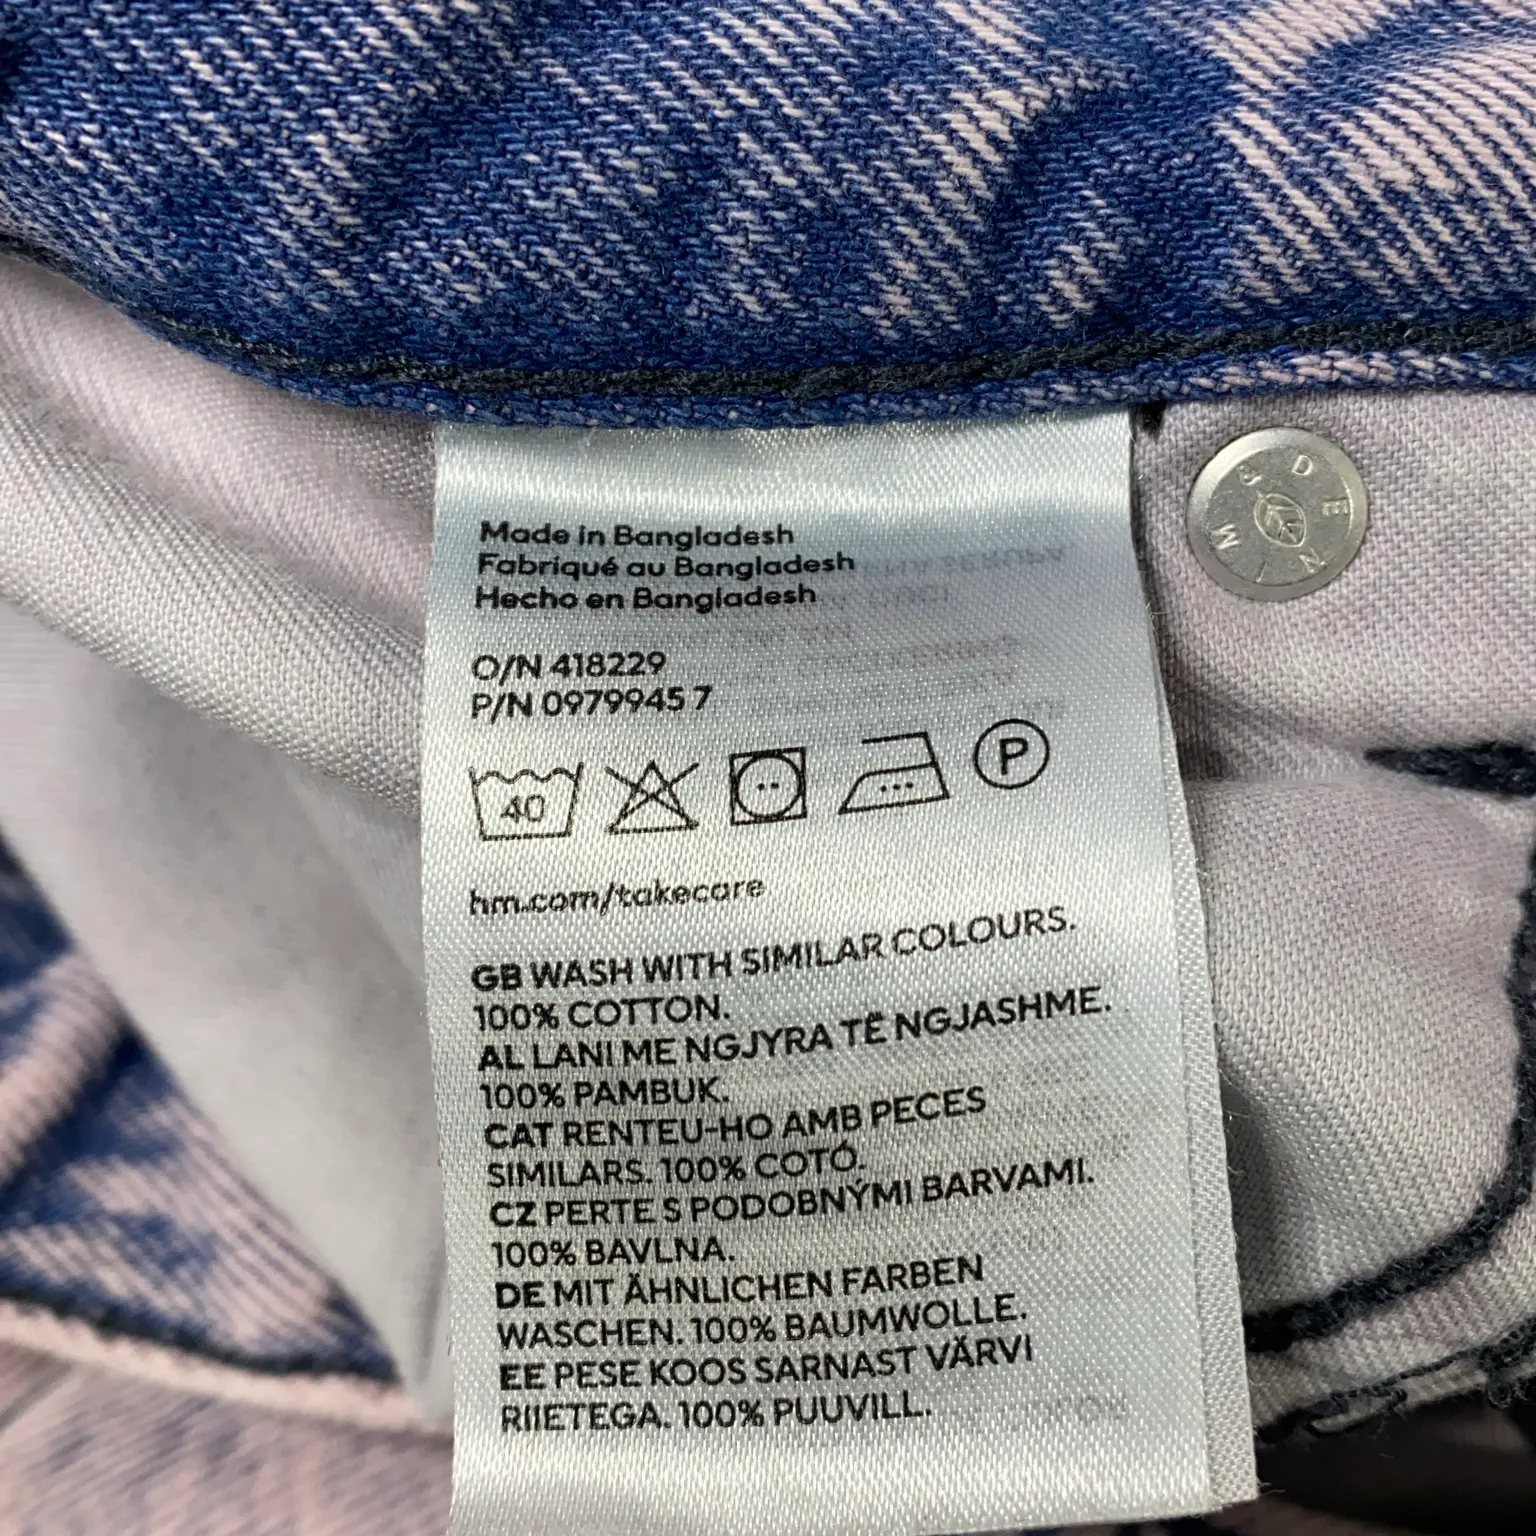 Made in Bangladesh
Fabriqué au Bangladesh
Hecho en Bangladesh
O/N 418229
P/N 0979945 7
40
P
hm.com/takecare
GB WASH WITH SIMILAR COLOURS.
100% COTTON.
AL LANI ME NGJYRA TË NGJASHME.
100% PAMBUK.
CAT RENTEU-HO AMB PECES
SIMILARS. 100% COTÓ.
CZ PERTE S PODOBNÝMI BARVAMI.
100% BAVLNA.
DE MIT ÄHNLICHEN FARBEN
WASCHEN. 100% BAUMWOLLE.
EE PESE KOOS SARNAST VÄRVI
RIIETEGA. 100% PUUVILL.
&DENIM